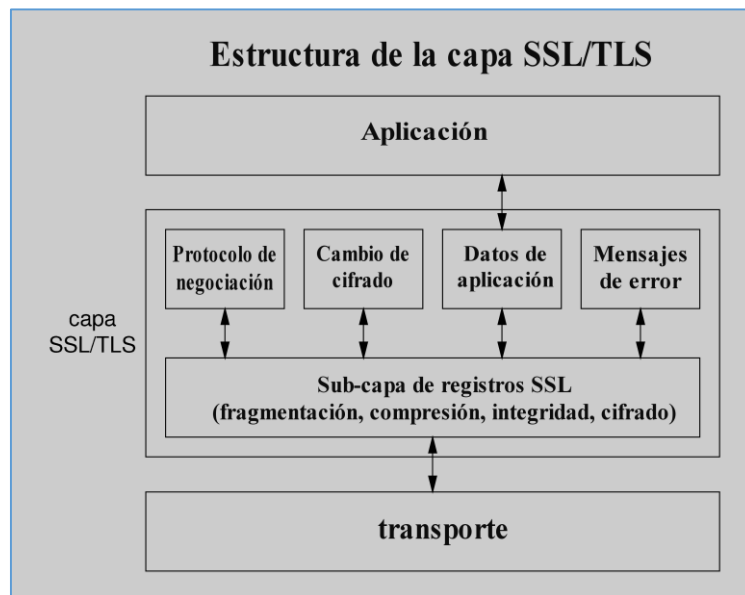 Estructura de la capa SSL/TLS
Aplicación
Protocolo de
negociación
Cambio de
cifrado
Datos de
aplicación
Mensajes
de error
capa
SSL/TLS
Sub-capa de registros SSL
(fragmentación, compresión, integridad, cifrado)
transporte